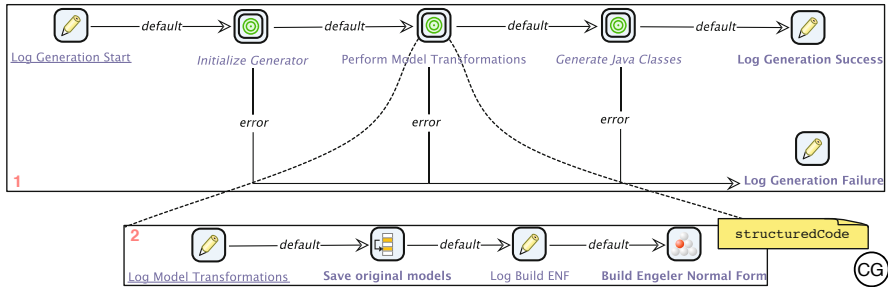 default default default default
Log Generation Start Initialize Generator Perform Model Transformations Generate Java Classes Log Generation Success
error error error
1 Log Generation Failure
2
structuredCode
default default default
Log Model Transformations Save original models Log Build ENF Build Engeler Normal Form
CG